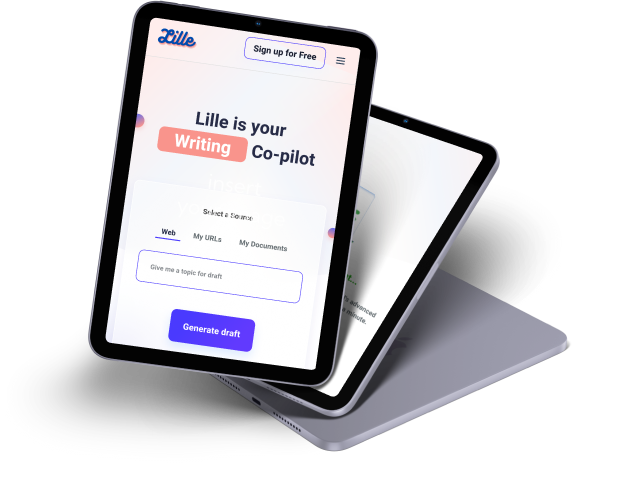 Lille
Sign up for Free
Lille is your
Writing Co-pilot
Select a Source
Web My URLs My Documents
Give me a topic for draft
Generate draft
advanced
minute.